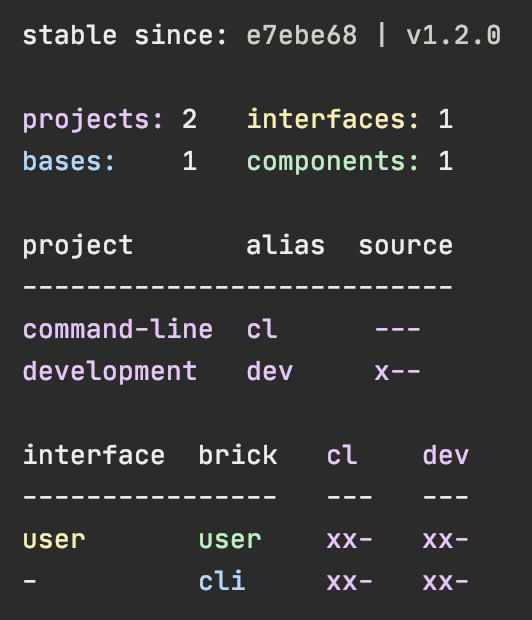 stable since: e7ebe68 | v1.2.0
projects: 2   interfaces: 1
bases:    1   components: 1
project       alias  source
---------------------------
command-line  cl      ---
development   dev     x--
interface  brick   cl    dev
----------------   ---   ---
user       user    xx-   xx-
-          cli     xx-   xx-